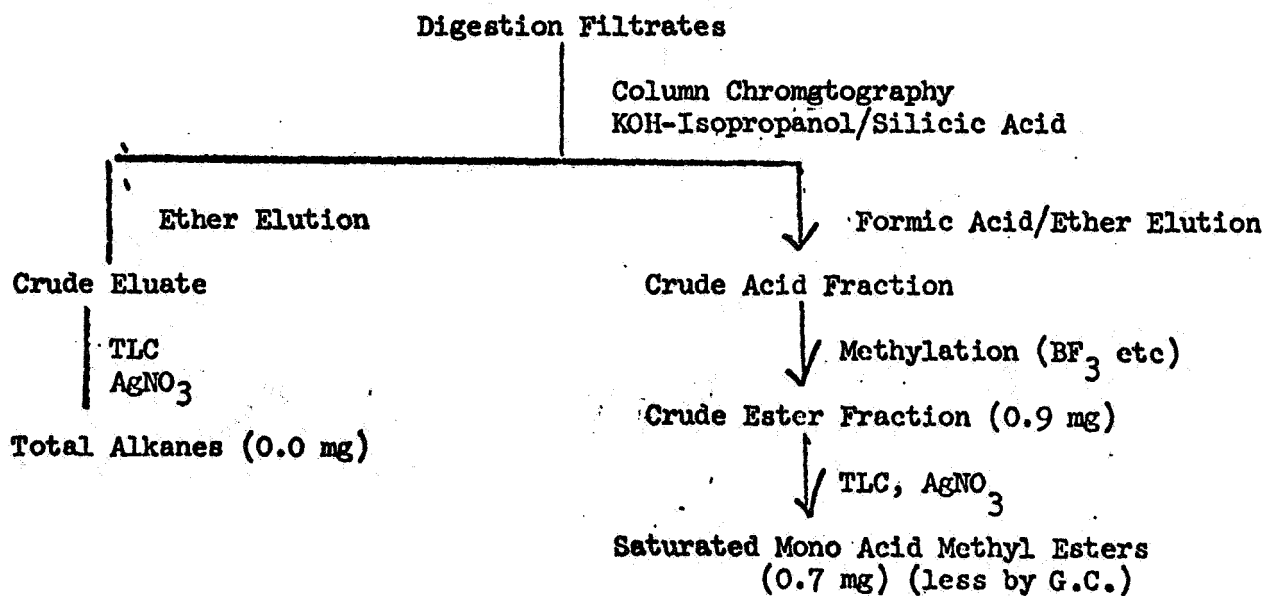 Digestion Filtrates
Column Chromgtography
KOH-Isopropanol/Silicic Acid
Ether Elution
Formic Acid/Ether Elution
Crude Eluate
Crude Acid Fraction
TLC
AgNO3
Methylation (BF3 etc)
Crude Ester Fraction (0.9 mg)
Total Alkanes (0.0 mg)
TLC, AgNO3
Saturated Mono Acid Methyl Esters
(0.7 mg) (less by G.C.)